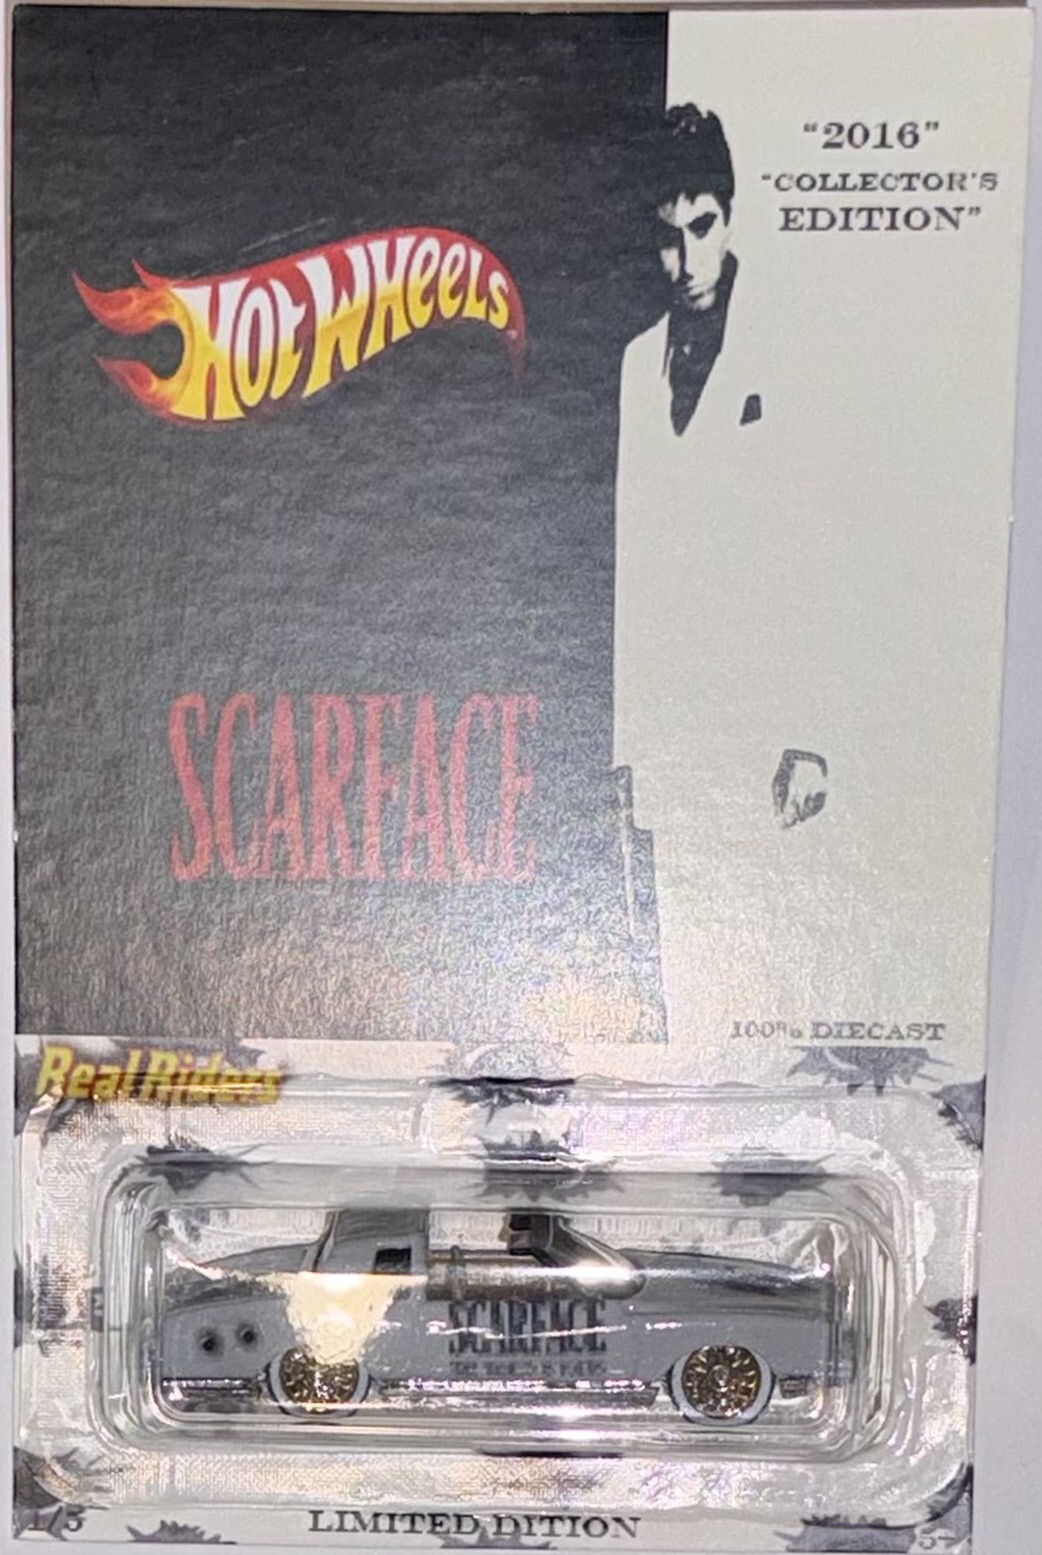 "2016"
"COLLECTOR'S
EDITION"
HOT WHEELS
SCARFACE
100% DIECAST
Real Riders
SCARFACE
1/5
LIMITED DITION